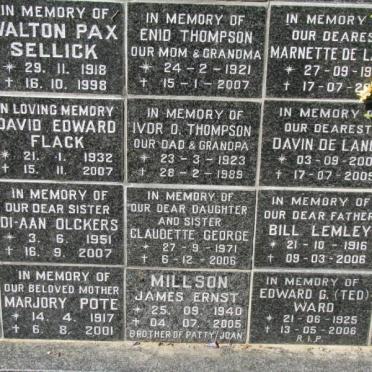 IN MEMORY OF
WALTON PAX
SELLICK
* 29. 11. 1918
+ 16. 10. 1998
IN MEMORY OF
ENID THOMPSON
OUR MOM & GRANDMA
* 24 - 2 - 1921
+ 15 - 1 - 2007
IN MEMORY
OUR DEARES
MARNETTE DE L
* 27 - 09 - 1
+ 17 - 07 - 2
IN LOVING MEMORY
DAVID EDWARD
FLACK
* 21. 1. 1932
+ 15. 11. 2007
IN MEMORY OF
IVOR D. THOMPSON
OUR DAD & GRANDPA
* 23 - 3 - 1923
+ 28 - 2 - 1989
IN MEMORY
OUR DEAREST
DAVIN DE LAN
* 03 - 09 - 200
+ 17 - 07 - 2005
IN MEMORY OF
OUR DEAR SISTER
DI-AAN OLCKERS
* 3. 6. 1951
+ 16. 9. 2007
IN MEMORY OF
OUR DEAR DAUGHTER
AND SISTER
CLAUDETTE GEORGE
* 27 - 9 - 1971
+ 6 - 12 - 2006
IN MEMORY OF
OUR DEAR FATHER
BILL LEMLEY
* 21 - 10 - 1916
+ 09 - 03 - 2006
IN MEMORY OF
OUR BELOVED MOTHER
MARJORY POTE
* 14. 4. 1917
+ 6. 8. 2001
MILLSON
JAMES ERNST
* 25. 09. 1940
+ 04. 07. 2005
BROTHER OF PATTY/JOAN
IN MEMORY OF
EDWARD G. (TED)
WARD
* 21 - 06 - 1925
+ 13 - 05 - 2006
R.I.P.